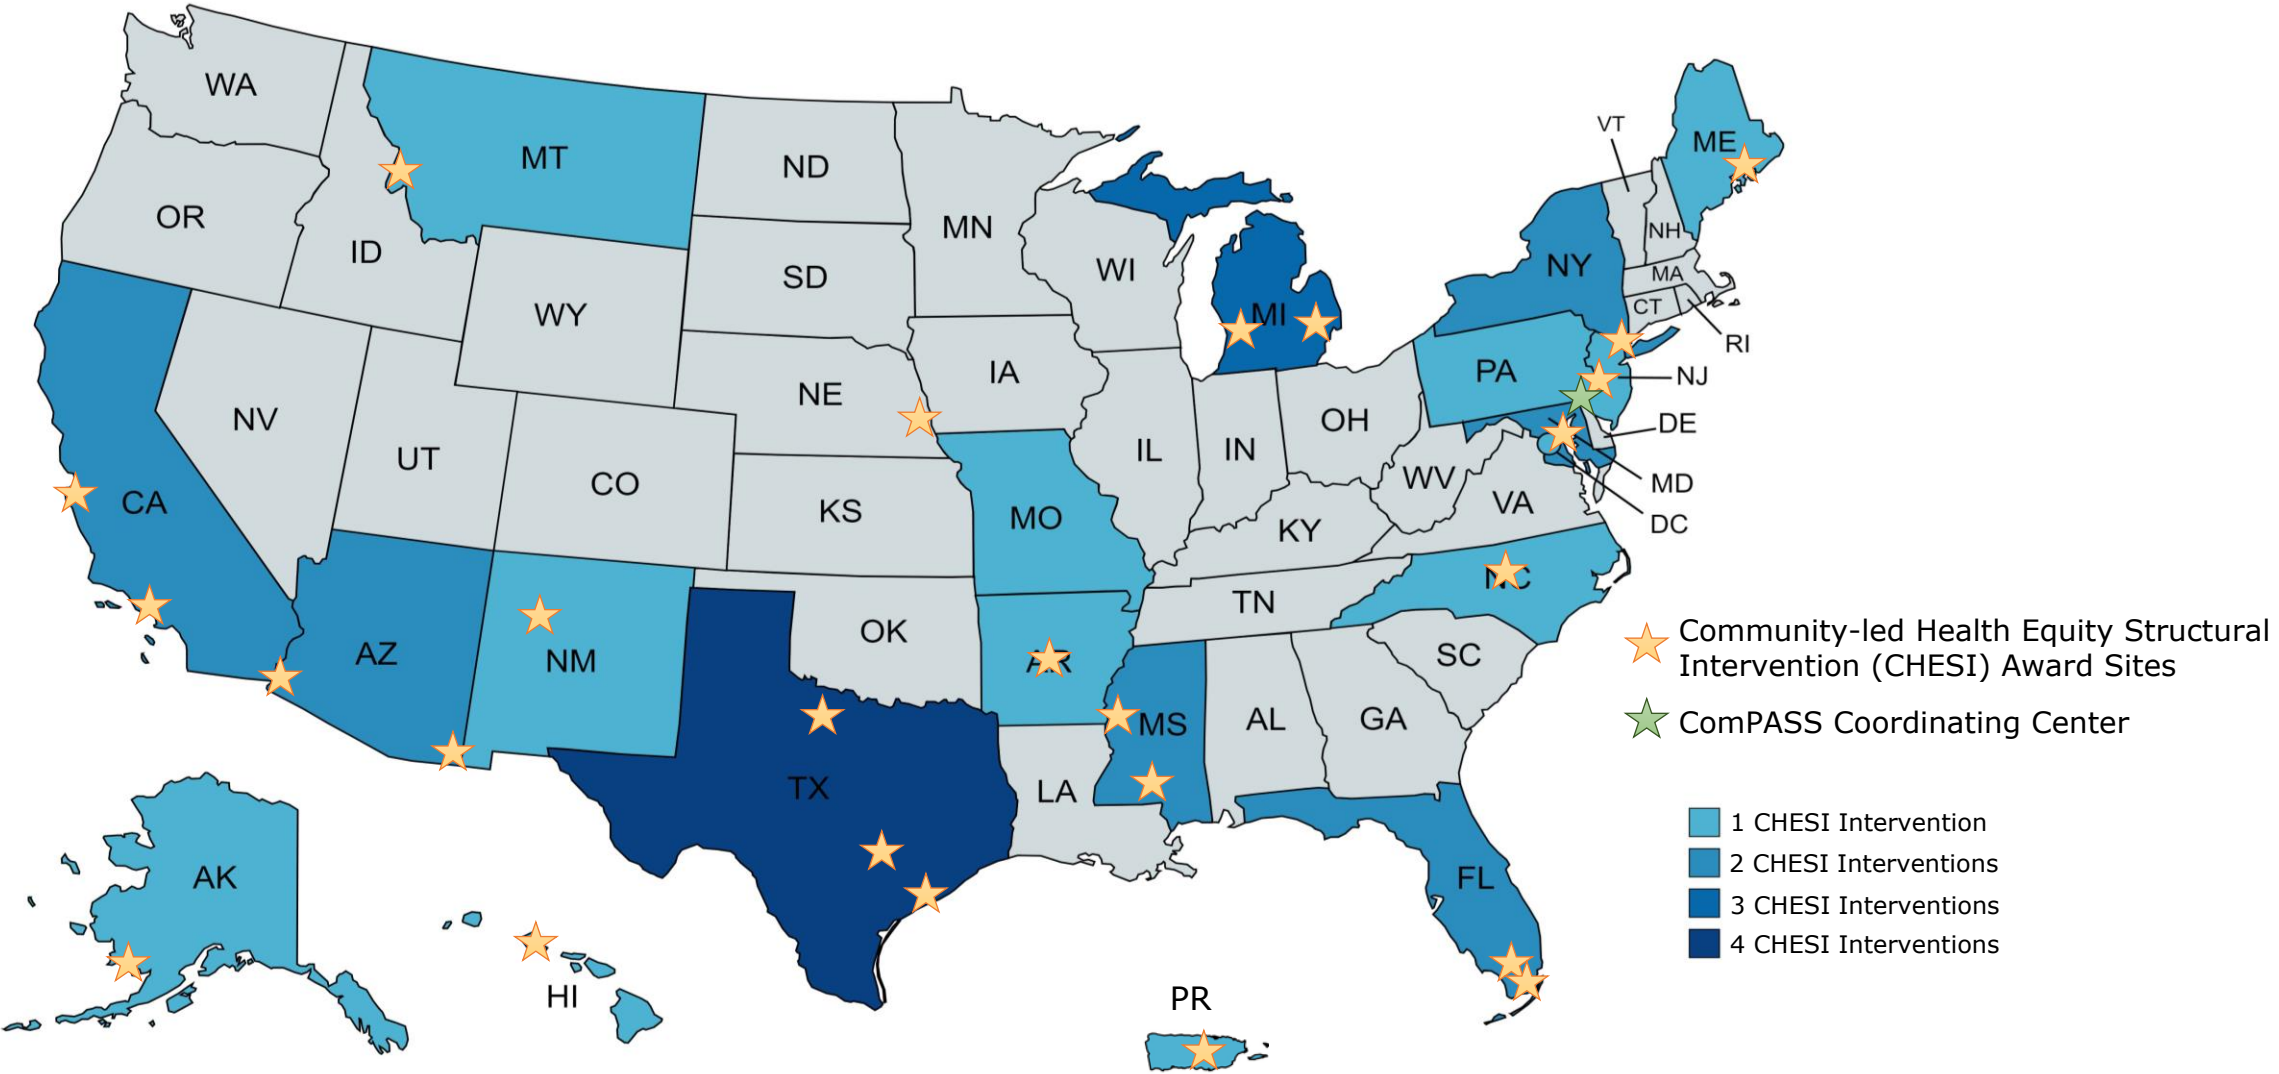 WA
MT
ND
MN
VT
ME
OR
ID
SD
WI
NH
NY
MA
WY
MI
CT
RI
IA
PA
NJ
NE
NV
OH
DE
UT
IL
IN
CO
WV
MD
CA
KS
MO
VA
DC
KY
NC
TN
OK
Community-led Health Equity Structural
Intervention (CHESI) Award Sites
AZ
NM
AR
SC
MS
AL
GA
ComPASS Coordinating Center
TX
LA
1 CHESI Intervention
2 CHESI Interventions
AK
FL
3 CHESI Interventions
4 CHESI Interventions
HI
PR